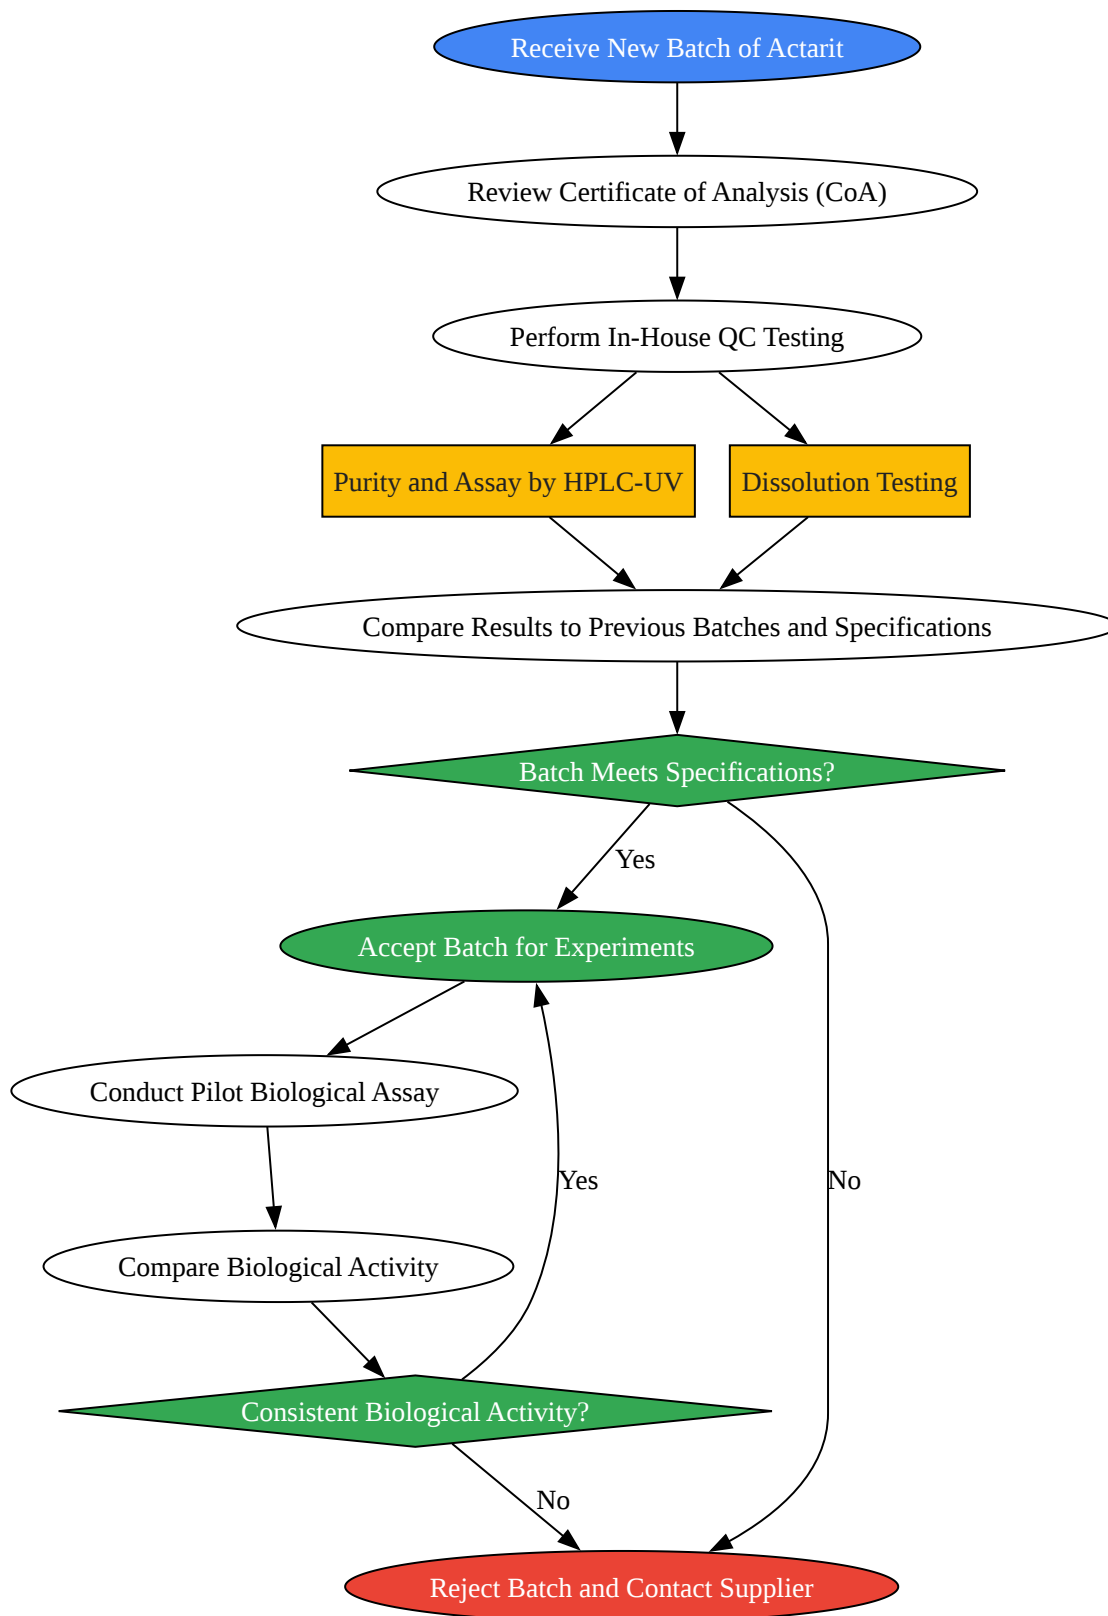 Receive New Batch of Actarit
Review Certificate of Analysis (CoA)
Perform In-House QC Testing
Purity and Assay by HPLC-UV
Dissolution Testing
Compare Results to Previous Batches and Specifications
Batch Meets Specifications?
Yes
Accept Batch for Experiments
Conduct Pilot Biological Assay
Yes
No
Compare Biological Activity
Consistent Biological Activity?
No
Reject Batch and Contact Supplier